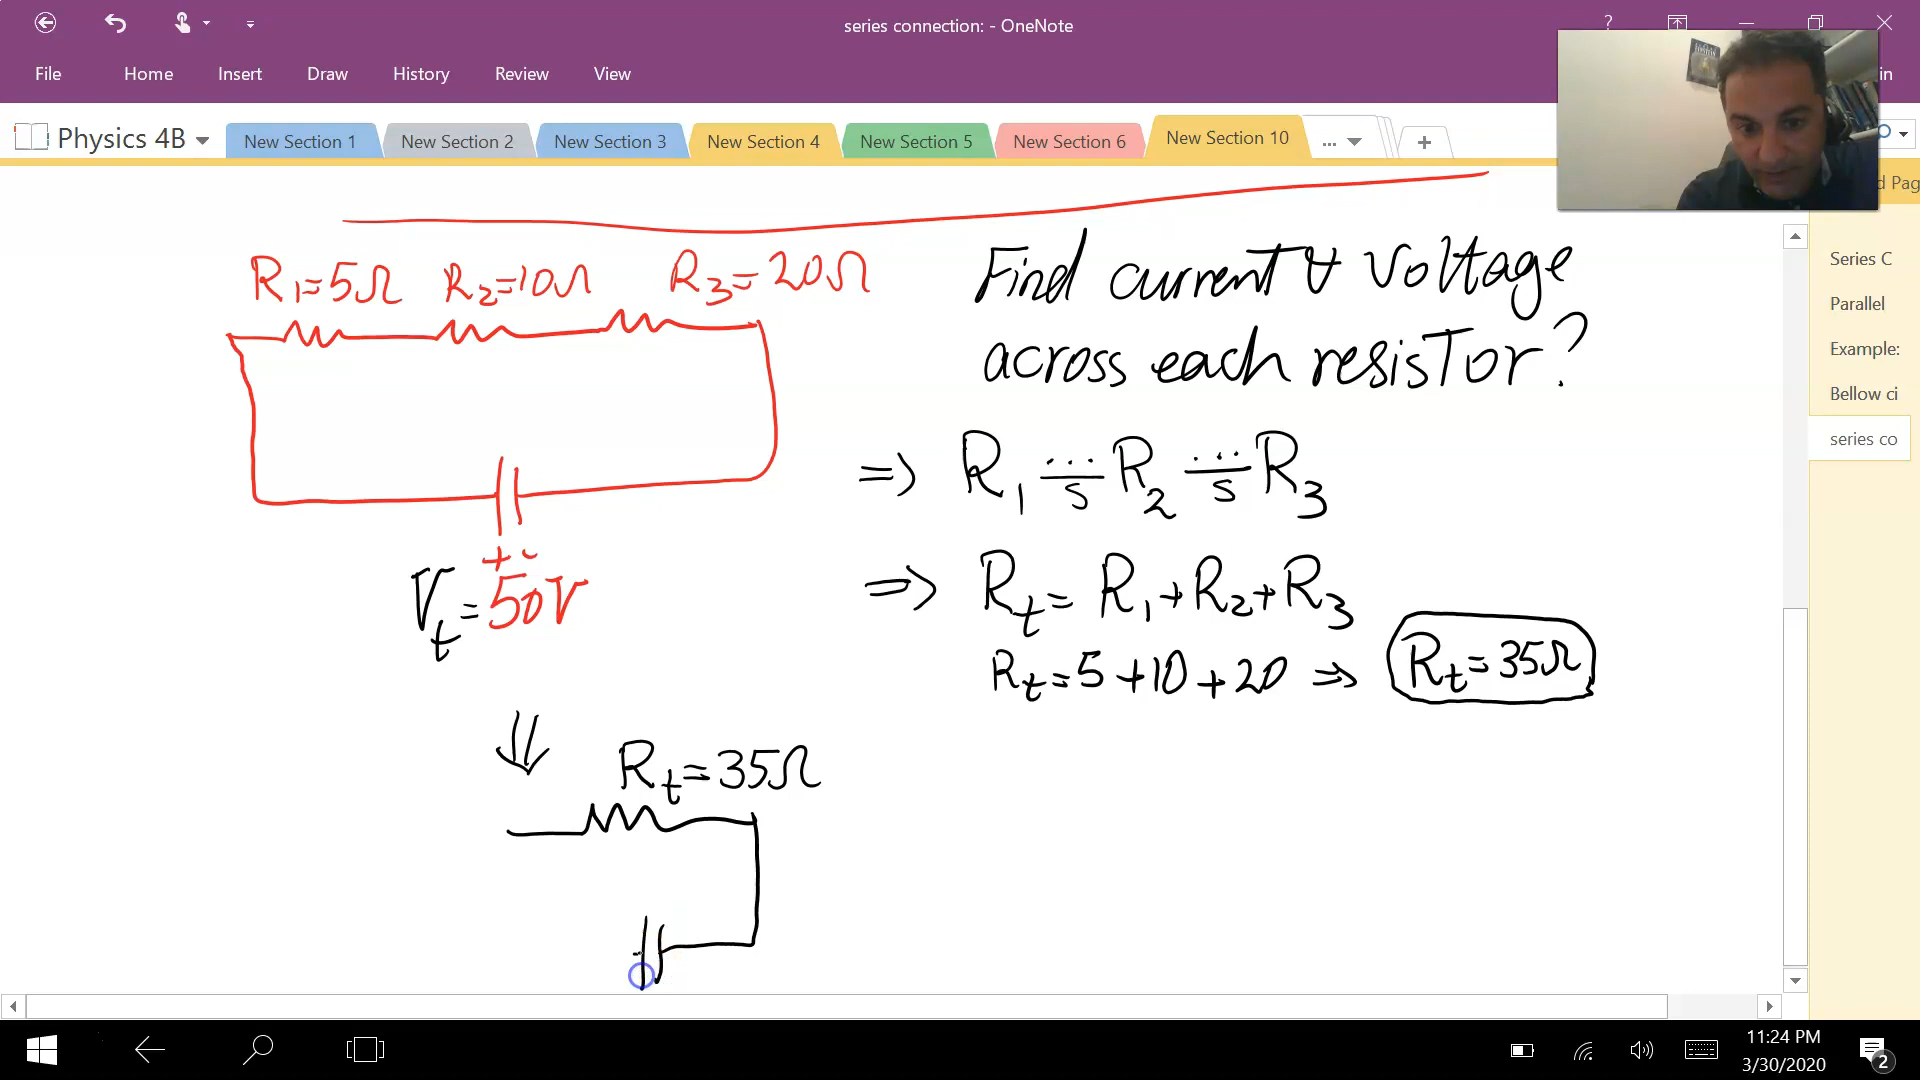 series connection: - OneNote
?
File Home Insert Draw History Review View
in
Physics 4B
New Section 1 New Section 2 New Section 3 New Section 4 New Section 5 New Section 6 New Section 10 ... +
d Pag
Series C
Parallel
Example:
Bellow ci
series co
R1=5Ω R2=10Ω R3=20Ω
+ -
Vt=50V
Find current & Voltage
across each resistor?
=> R1 ... s R2 ... s R3
=> Rt= R1+R2+R3
Rt=5+10+20 => Rt=35Ω
Rt=35Ω
11:24 PM
3/30/2020
2